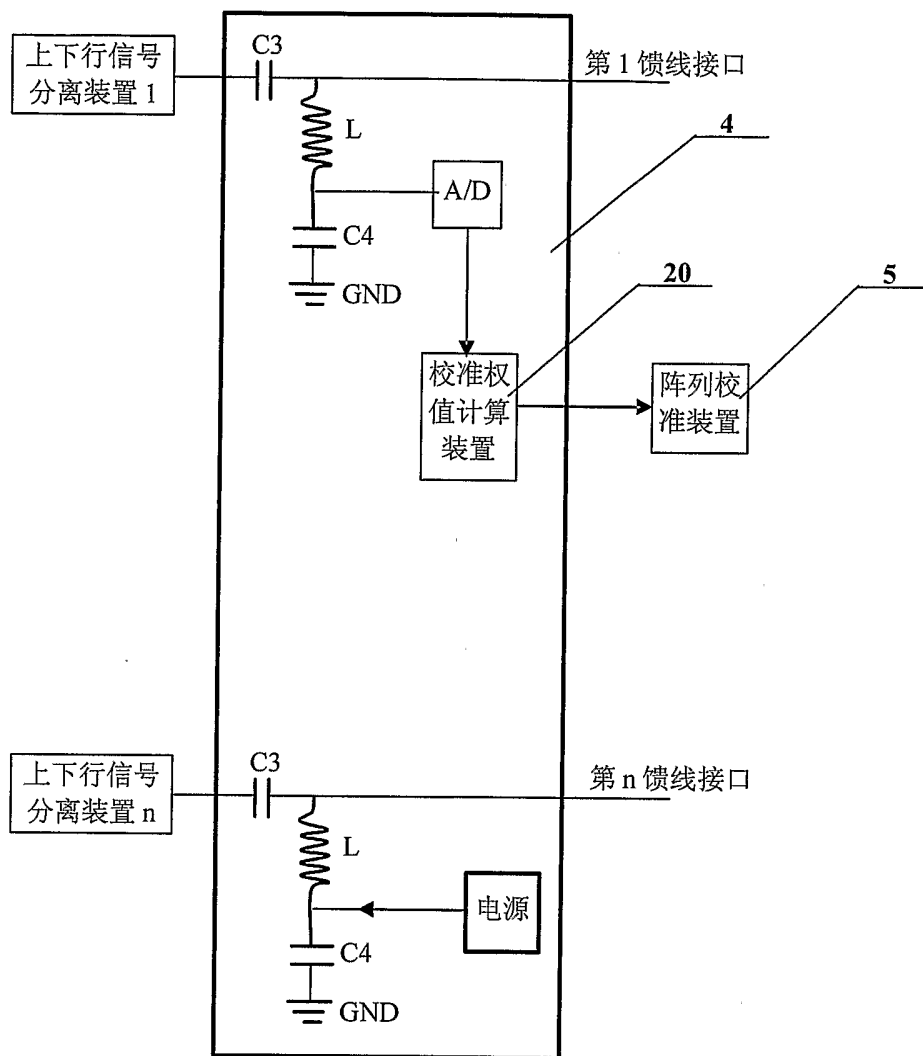 上下行信号
分离装置 1
C3
第 1 馈线接口
L
A/D
4
C4
GND
20
5
校准权
值计算
装置
阵列校
准装置
上下行信号
分离装置 n
C3
第 n 馈线接口
L
电源
C4
GND